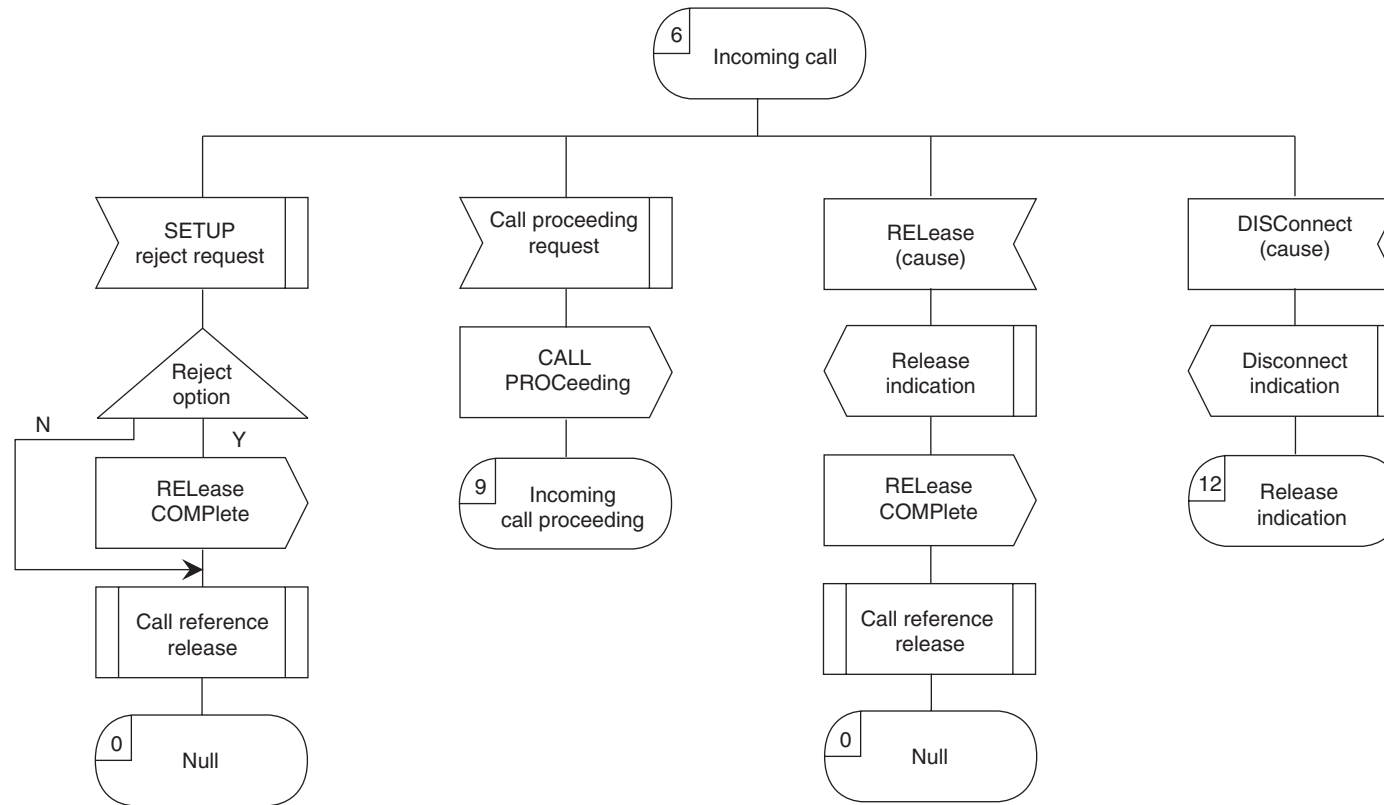 6
Incoming call
SETUP
reject request
Reject
option
N
Y
RELease
COMPlete
Call reference
release
0
Null
Call proceeding
request
CALL
PROCeeding
9
Incoming
call proceeding
RELease
(cause)
Release
indication
RELease
COMPlete
Call reference
release
0
Null
DISConnect
(cause)
Disconnect
indication
12
Release
indication